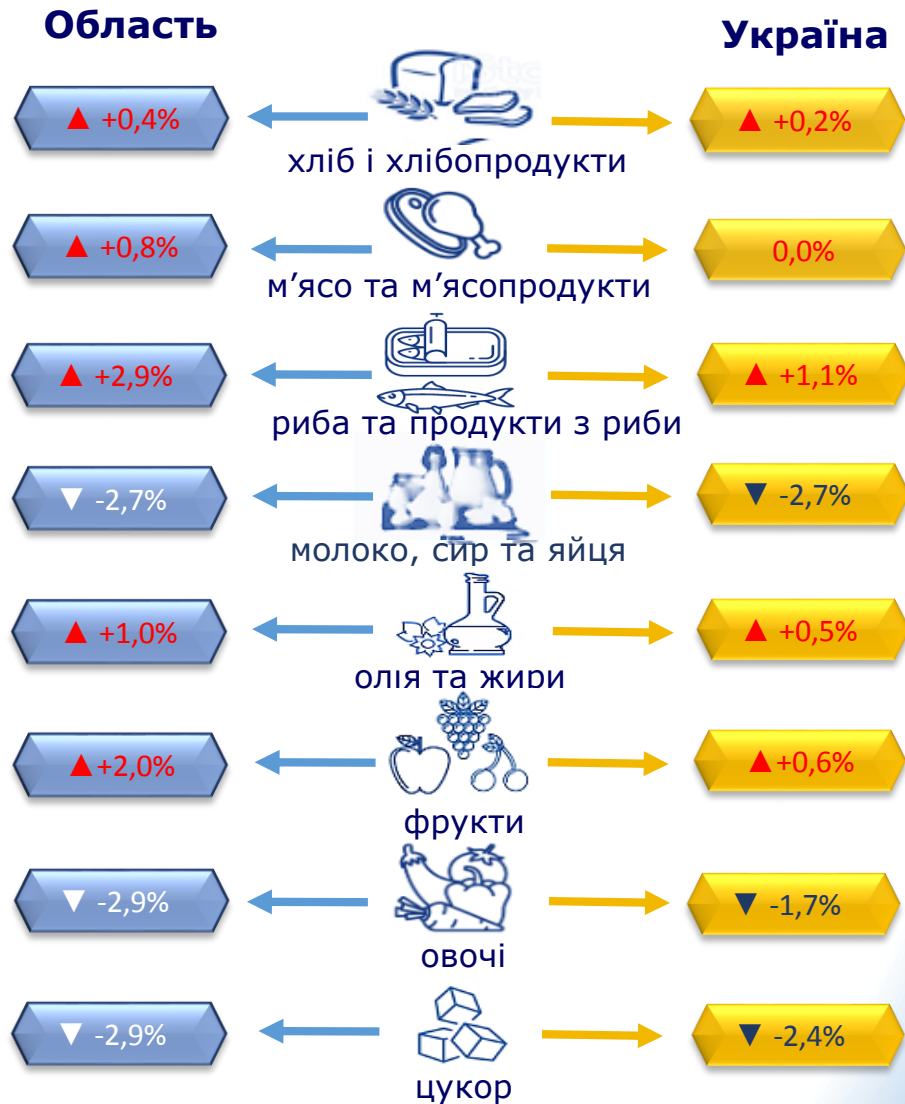 Область
Україна
▲ +0,4%
▲ +0,2%
хліб і хлібопродукти
▲ +0,8%
0,0%
м’ясо та м’ясопродукти
▲ +2,9%
▲ +1,1%
риба та продукти з риби
▼ -2,7%
▼ -2,7%
молоко, сир та яйця
▲ +1,0%
▲ +0,5%
олія та жири
▲+2,0%
▲+0,6%
фрукти
▼ -2,9%
▼ -1,7%
овочі
▼ -2,9%
▼ -2,4%
цукор